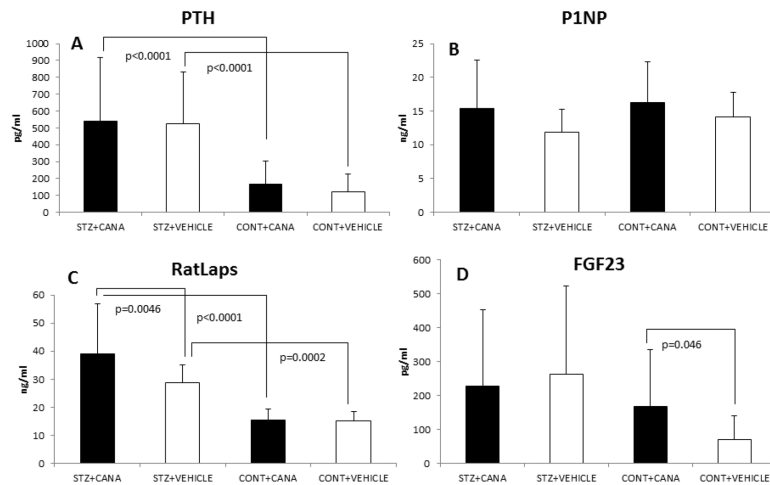 PTH
A
1000
900
800
700
600
500
400
300
200
100
0
pg/ml
p<0.0001
p<0.0001
STZ+CANA STZ+VEHICLE CONT+CANA CONT+VEHICLE
P1NP
B
25
20
15
10
5
0
ng/ml
STZ+CANA STZ+VEHICLE CONT+CANA CONT+VEHICLE
RatLaps
C
60
50
40
30
20
10
0
ng/ml
p=0.0046
p<0.0001
p=0.0002
STZ+CANA STZ+VEHICLE CONT+CANA CONT+VEHICLE
FGF23
D
600
500
400
300
200
100
0
pg/ml
p=0.046
STZ+CANA STZ+VEHICLE CONT+CANA CONT+VEHICLE